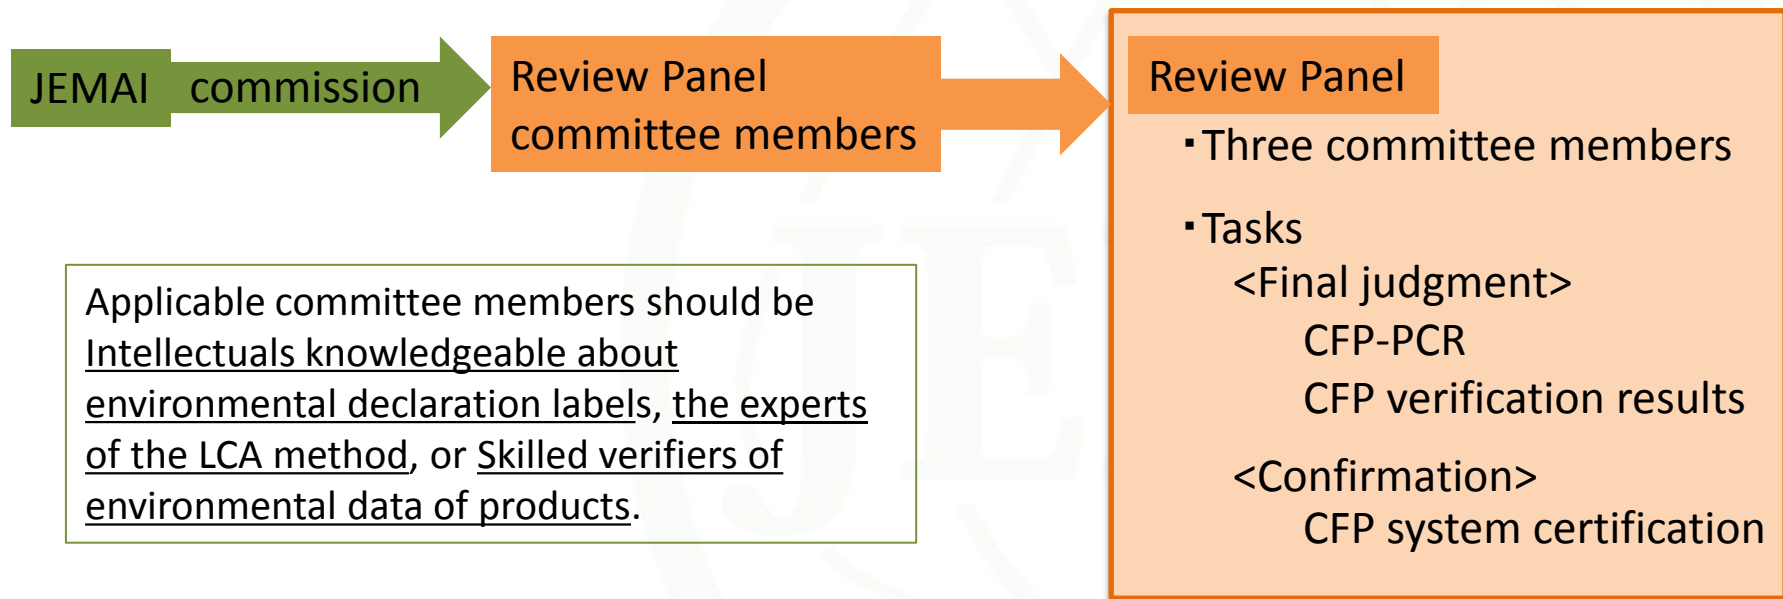 JEMAI commission
Review Panel
committee members
Review Panel
▪Three committee members
▪Tasks
<Final judgment>
CFP-PCR
CFP verification results
<Confirmation>
CFP system certification
Applicable committee members should be
Intellectuals knowledgeable about
environmental declaration labels, the experts
of the LCA method, or Skilled verifiers of
environmental data of products.
JE